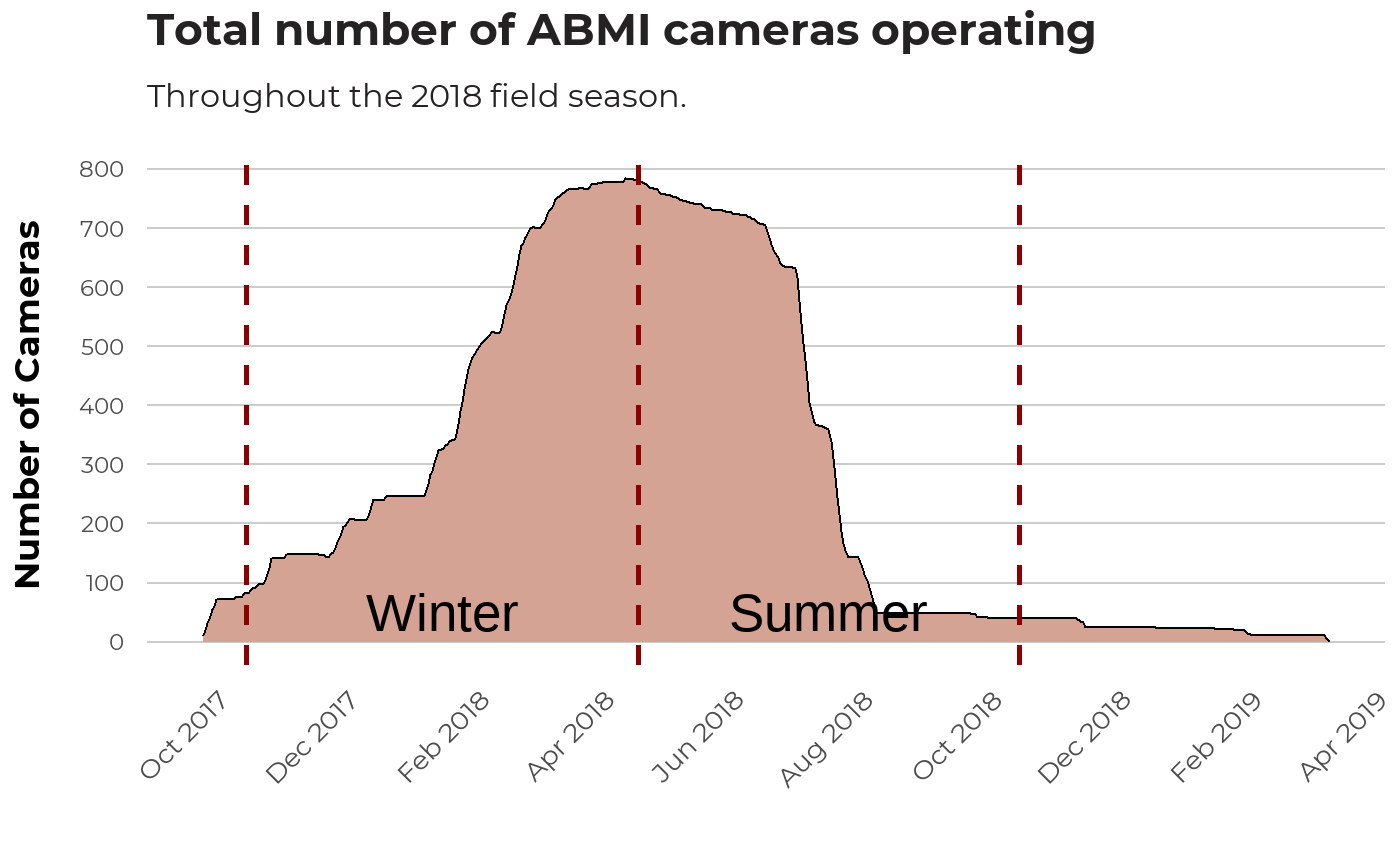 Total number of ABMI cameras operating
Throughout the 2018 field season.
Number of Cameras
800
700
600
500
400
300
200
100
0
Winter
Summer
Oct 2017
Dec 2017
Feb 2018
Apr 2018
Jun 2018
Aug 2018
Oct 2018
Dec 2018
Feb 2019
Apr 2019